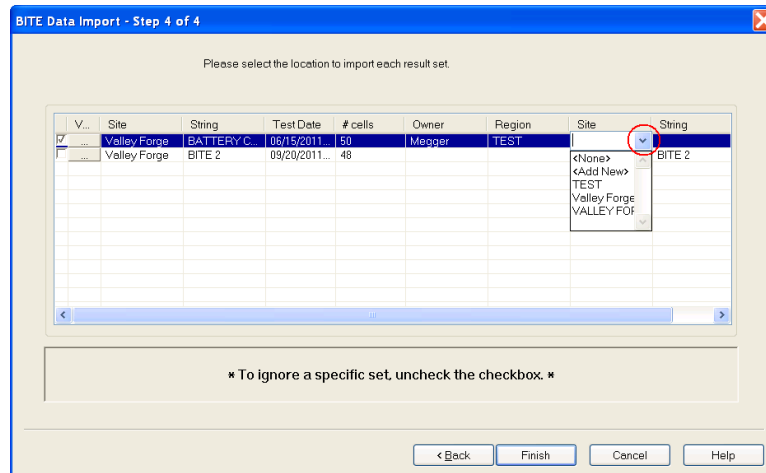 BITE Data Import - Step 4 of 4
Please select the location to import each result set.
V... Site String Test Date # cells Owner Region Site String
... Valley Forge BATTERY C... 06/15/2011... 50 Megger TEST
... Valley Forge BITE 2 09/20/2011... 48 BITE 2
<None>
<Add New>
TEST
Valley Forge
VALLEY FOR
* To ignore a specific set, uncheck the checkbox. *
< Back Finish Cancel Help